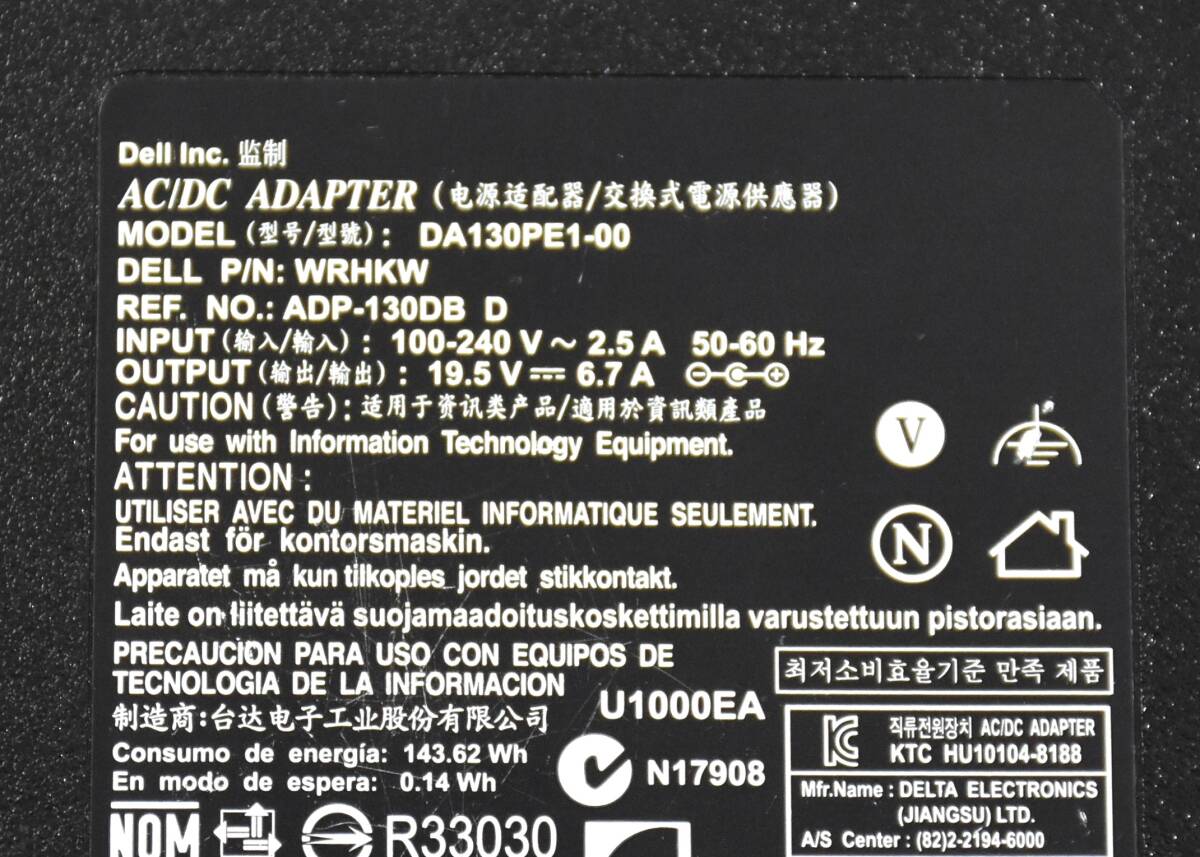 Dell Inc. 监制
AC/DC ADAPTER (电源适配器/交換式電源供應器)
MODEL (型号/型號) : DA130PE1-00
DELL P/N: WRHKW
REF. NO.: ADP-130DB D
INPUT (输入/輸入) : 100-240 V ~ 2.5 A 50-60 Hz
OUTPUT (输出/輸出) : 19.5 V ⎓ 6.7 A
CAUTION (警告) : 适用于资讯类产品/適用於資訊類產品
For use with Information Technology Equipment.
ATTENTION :
UTILISER AVEC DU MATERIEL INFORMATIQUE SEULEMENT.
Endast för kontorsmaskin.
Apparatet må kun tilkoples jordet stikkontakt.
Laite on liitettävä suojamaadoituskoskettimilla varustettuun pistorasiaan.
PRECAUCION PARA USO CON EQUIPOS DE
TECNOLOGIA DE LA INFORMACION
制造商:台达电子工业股份有限公司
Consumo de energía: 143.62 Wh
En modo de espera: 0.14 Wh
V
N
U1000EA
N17908
최저소비효율기준 만족 제품
직류전원장치 AC/DC ADAPTER
KTC HU10104-8188
Mfr.Name : DELTA ELECTRONICS
(JIANGSU) LTD.
A/S Center : (82)2-2194-6000
NOM
R33030